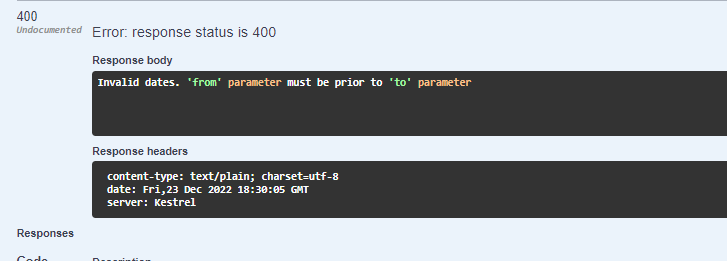 400
Undocumented
Error: response status is 400
Response body
Invalid dates. 'from' parameter must be prior to 'to' parameter
Response headers
content-type: text/plain; charset=utf-8
date: Fri,23 Dec 2022 18:30:05 GMT
server: Kestrel
Responses
Code
Description